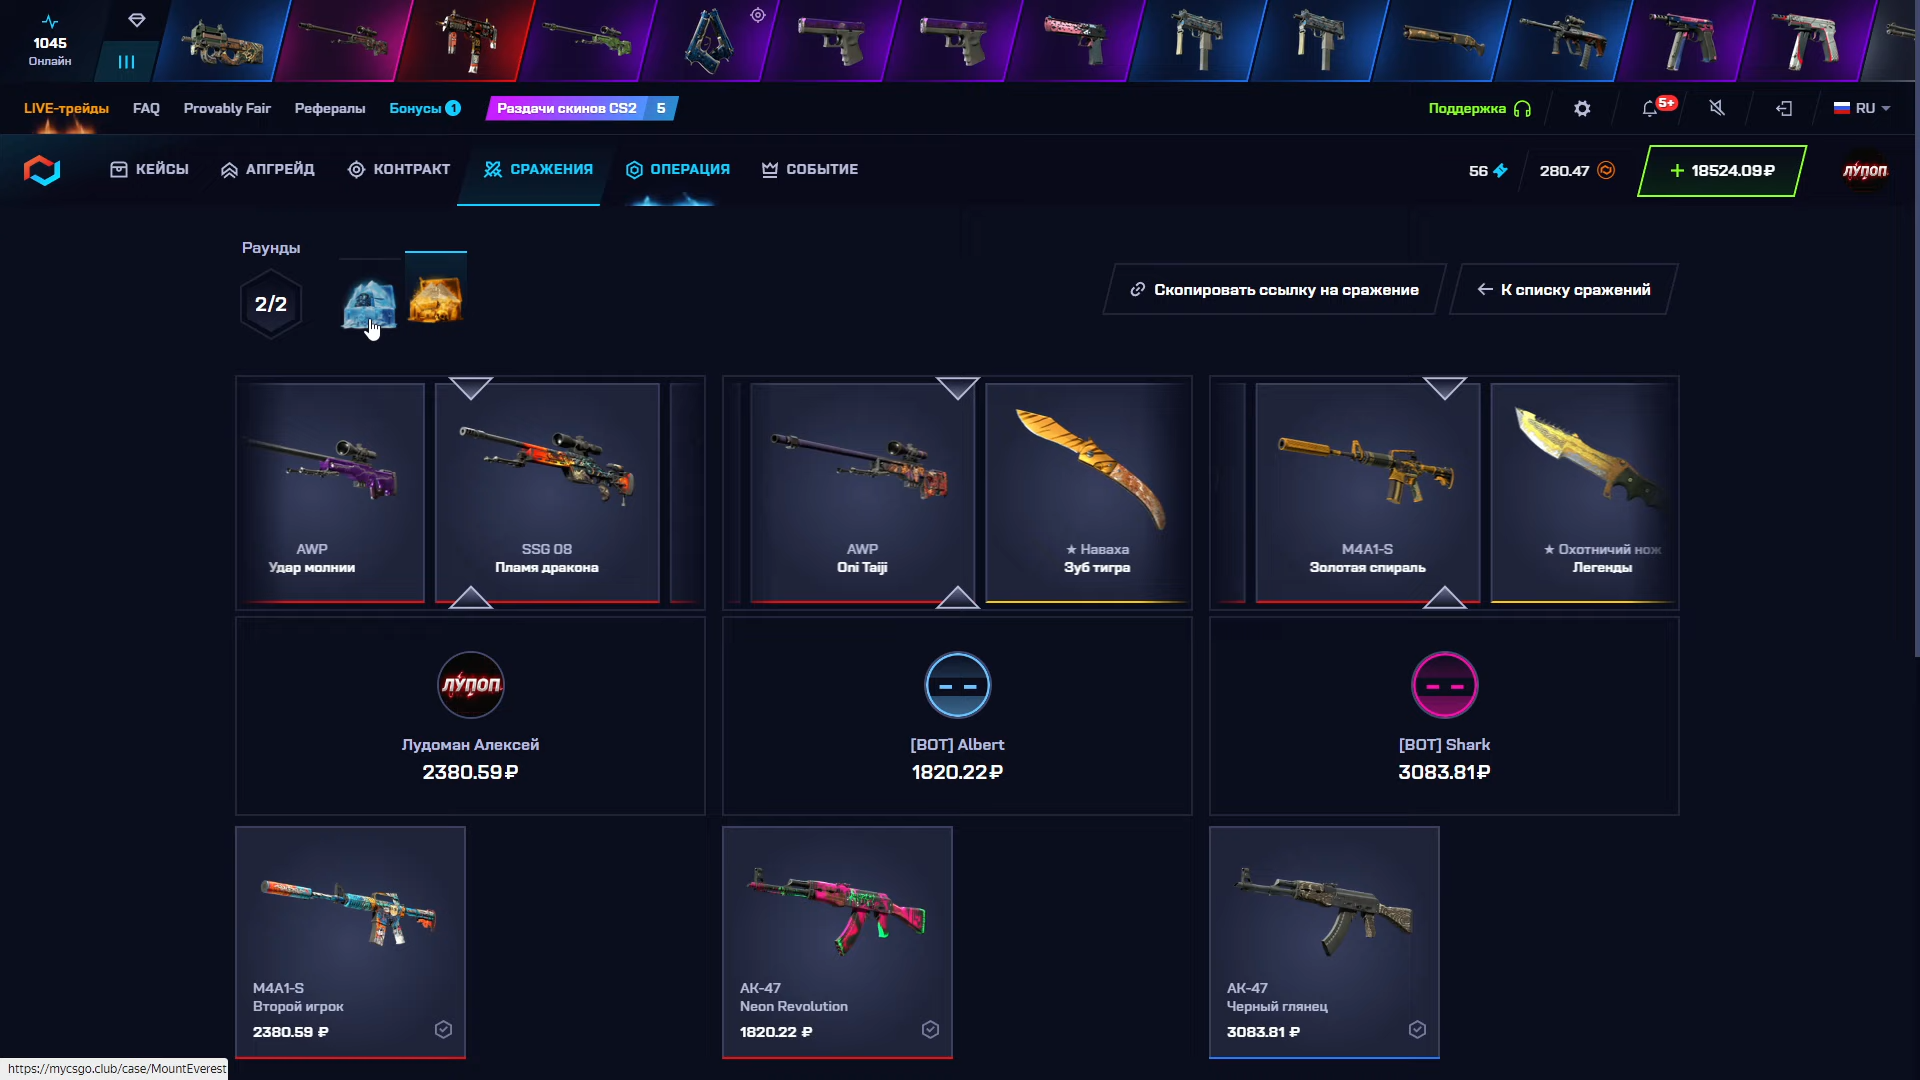 1045
Онлайн
LIVE-трейды
FAQ
Provably Fair
Рефералы
Бонусы 1
Раздачи скинов CS2 5
Поддержка
5+
RU
КЕЙСЫ
АПГРЕЙД
КОНТРАКТ
СРАЖЕНИЯ
ОПЕРАЦИЯ
СОБЫТИЕ
56
280.47
+ 18524.09₽
ЛУПОП
Раунды
2/2
Скопировать ссылку на сражение
К списку сражений
AWP
Удар молнии
SSG 08
Пламя дракона
AWP
Oni Taiji
★ Наваха
Зуб тигра
M4A1-S
Золотая спираль
★ Охотничий нож
Легенды
ЛУПОП
Лудоман Алексей
2380.59₽
[BOT] Albert
1820.22₽
[BOT] Shark
3083.81₽
M4A1-S
Второй игрок
2380.59 ₽
AK-47
Neon Revolution
1820.22 ₽
AK-47
Черный глянец
3083.81 ₽
https://mycsgo.club/case/MountEverest